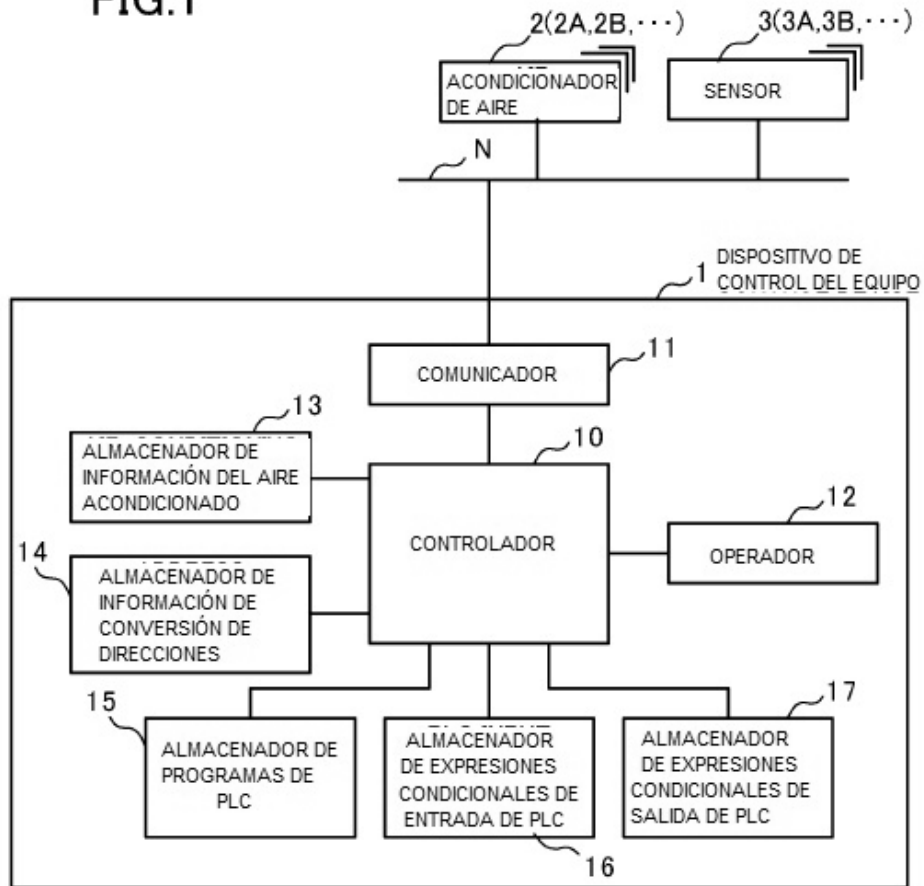 FIG.1
2(2A,2B,···)
3(3A,3B,···)
ACONDICIONADOR
DE AIRE
SENSOR
N
1
DISPOSITIVO DE
CONTROL DEL EQUIPO
COMUNICADOR
11
13
ALMACENADOR DE
INFORMACIÓN DEL AIRE
ACONDICIONADO
10
CONTROLADOR
12
OPERADOR
14
ALMACENADOR DE
INFORMACIÓN DE
CONVERSIÓN DE
DIRECCIONES
15
ALMACENADOR DE
PROGRAMAS DE
PLC
ALMACENADOR
DE EXPRESIONES
CONDICIONALES DE
ENTRADA DE PLC
16
17
ALMACENADOR
DE EXPRESIONES
CONDICIONALES DE
SALIDA DE PLC